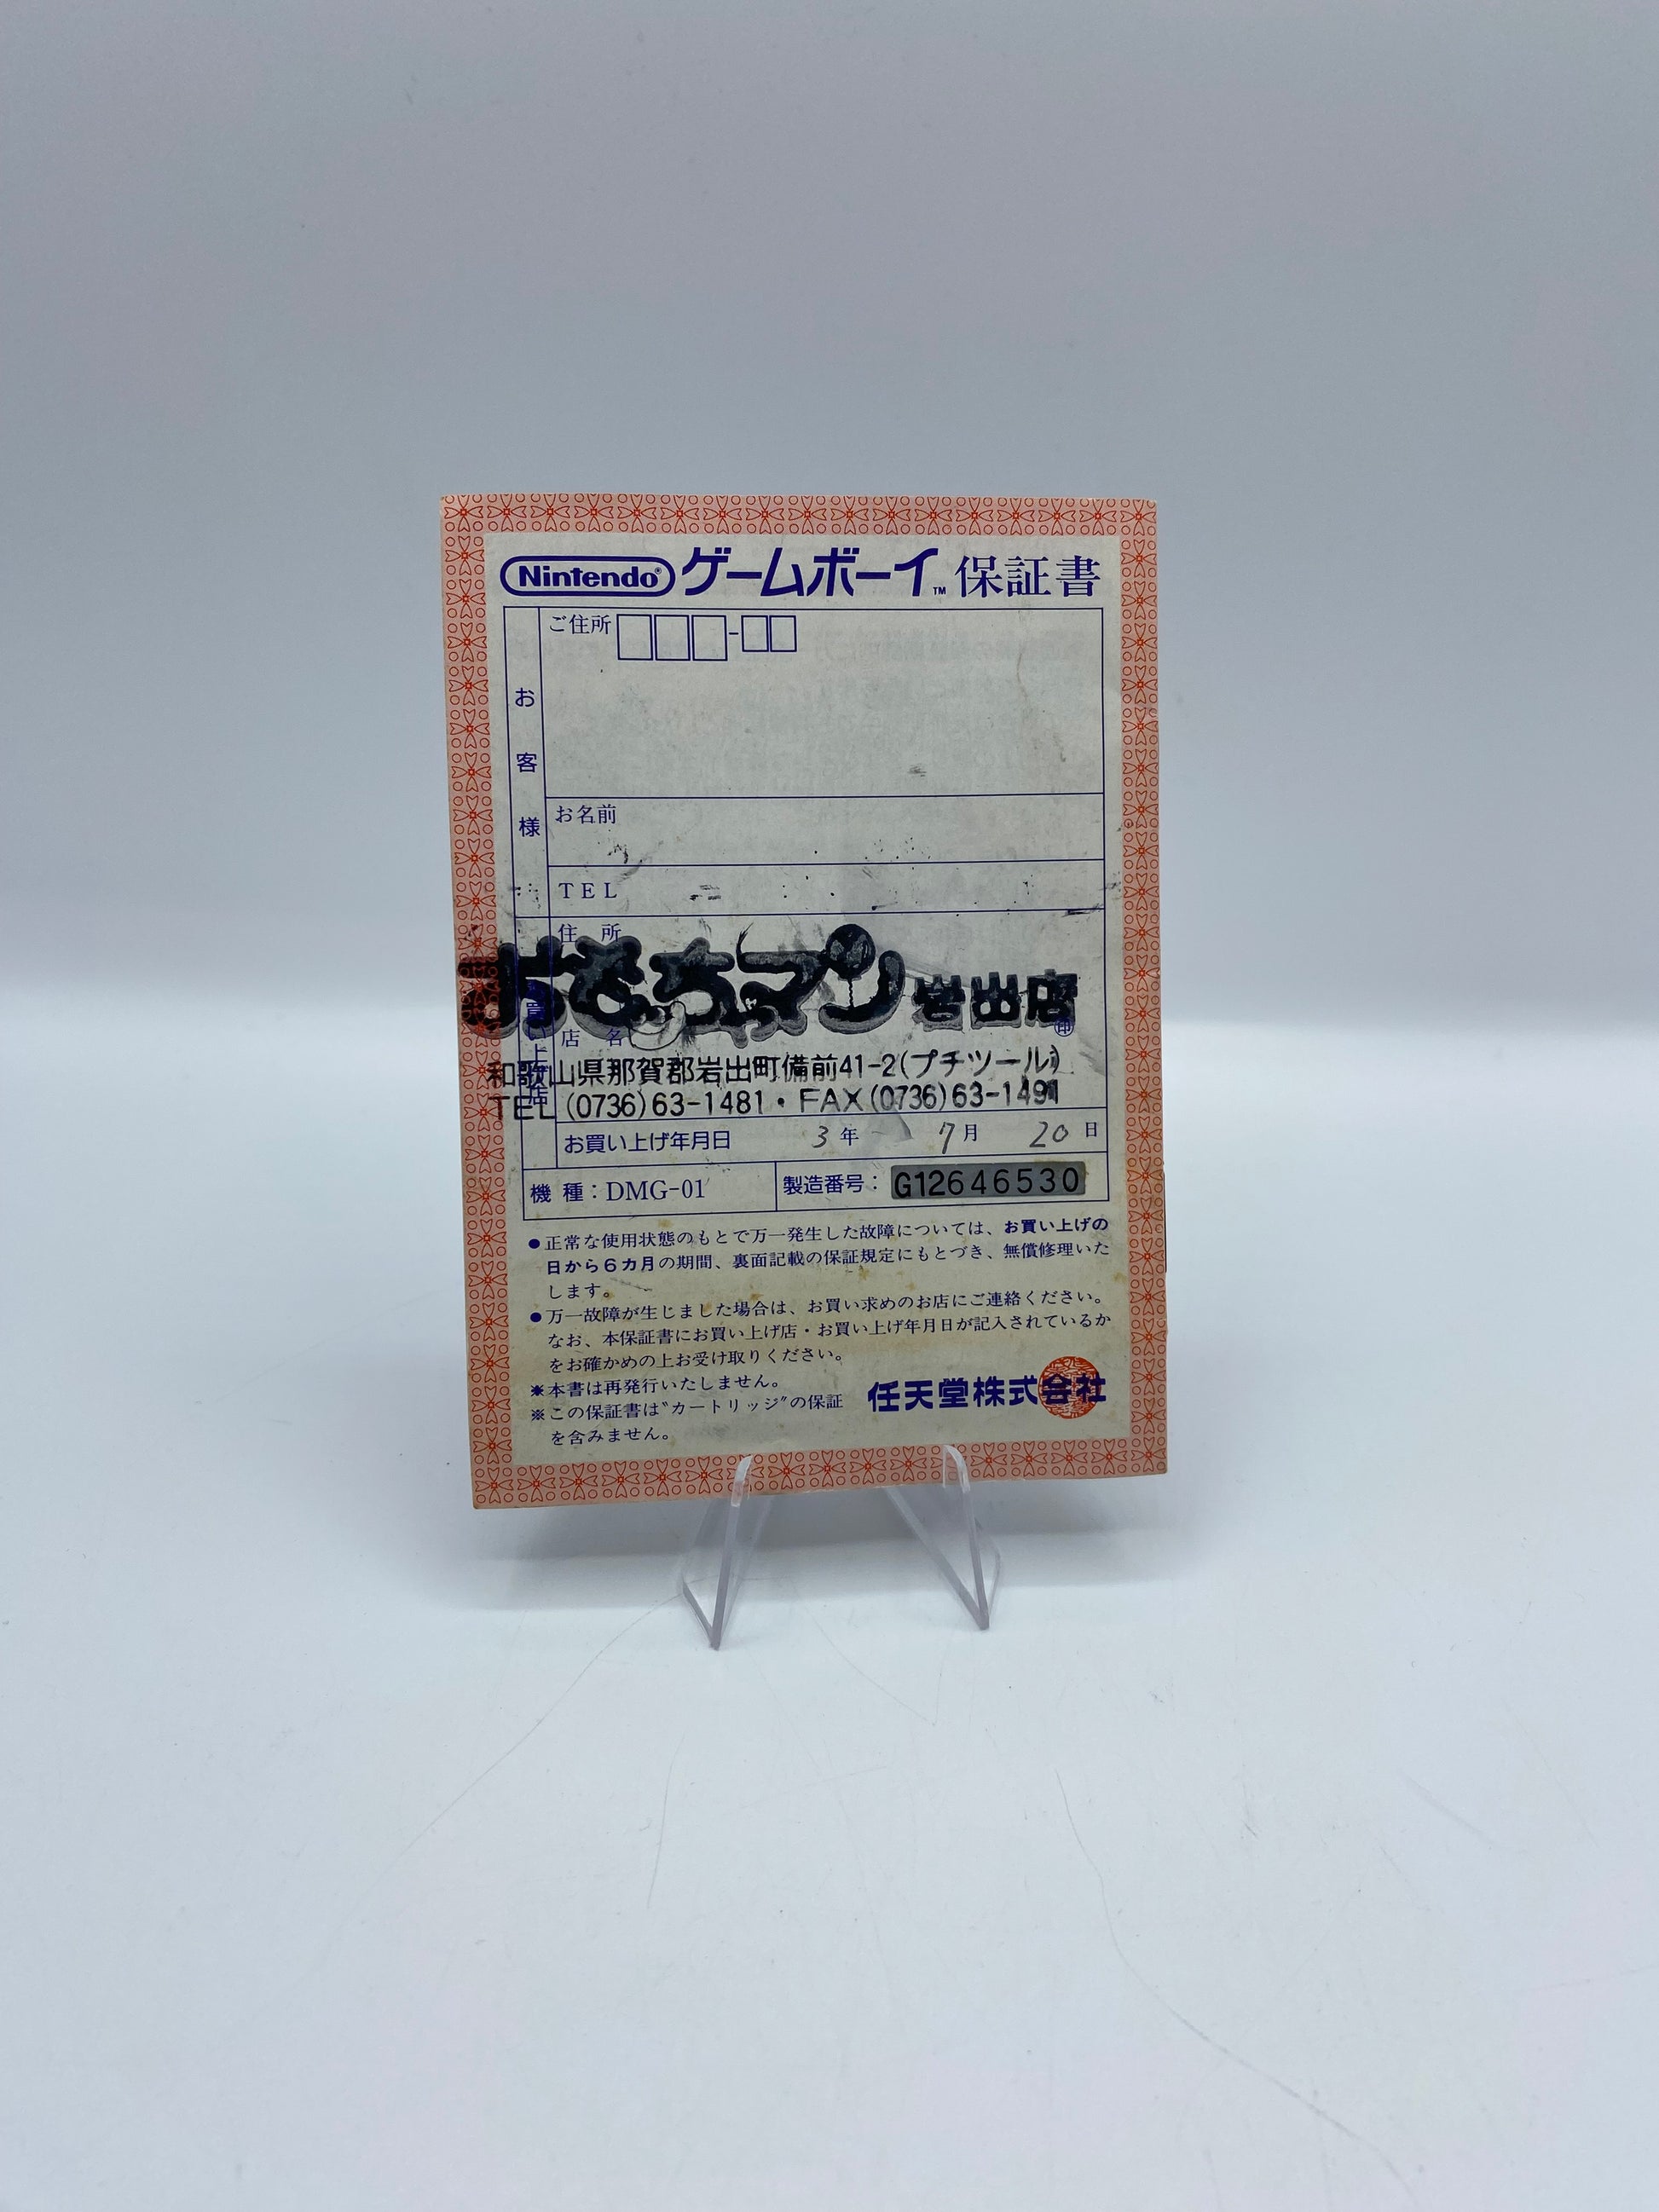 Nintendo® ゲームボーイ™ 保証書
お客様
ご住所
お名前
TEL
住所
おもちゃマン 岩出店
店名
印
和歌山県那賀郡岩出町備前41-2(プチツール1)
TEL (0736)63-1481・FAX(0736)63-1491
お買い上げ年月日 3年 7月 20日
機種:DMG-01 製造番号:G12646530
●正常な使用状態のもとで万一発生した故障については、お買い上げの
日から6カ月の期間、裏面記載の保証規定にもとづき、無償修理いた
します。
●万一故障が生じました場合は、お買い求めのお店にご連絡ください。
なお、本保証書にお買い上げ店・お買い上げ年月日が記入されているか
をお確かめの上お受け取りください。
※本書は再発行いたしません。
※この保証書は〝カートリッジ〟の保証
を含みません。
任天堂株式会社